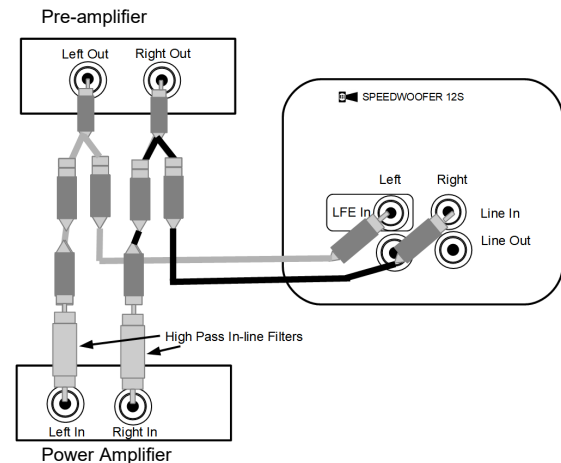 Pre-amplifier
Left Out
Right Out
SPEEDWOOFER 12S
Left
Right
LFE In
Line In
Line Out
High Pass In-line Filters
Left In
Right In
Power Amplifier